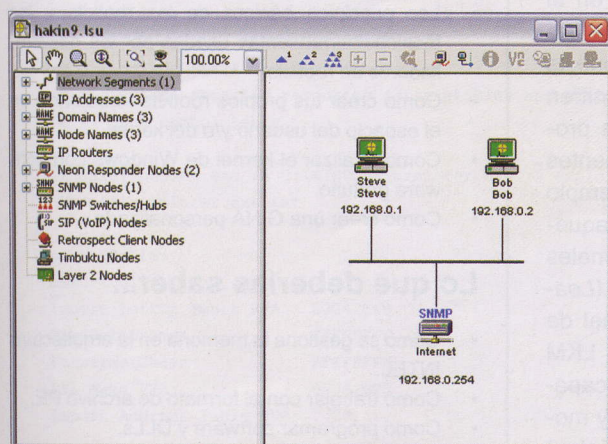 hakin9.lsu
100.00%
Network Segments (1)
IP Addresses (3)
Domain Names (3)
Node Names (3)
IP Routers
Neon Responder Nodes (2)
SNMP Nodes (1)
SNMP Switches/Hubs
SIP (VoIP) Nodes
Retrospect Client Nodes
Timbuktu Nodes
Layer 2 Nodes
Steve
Steve
192.168.0.1
Bob
Bob
192.168.0.2
SNMP
Internet
192.168.0.254
Lo que deberías saber...